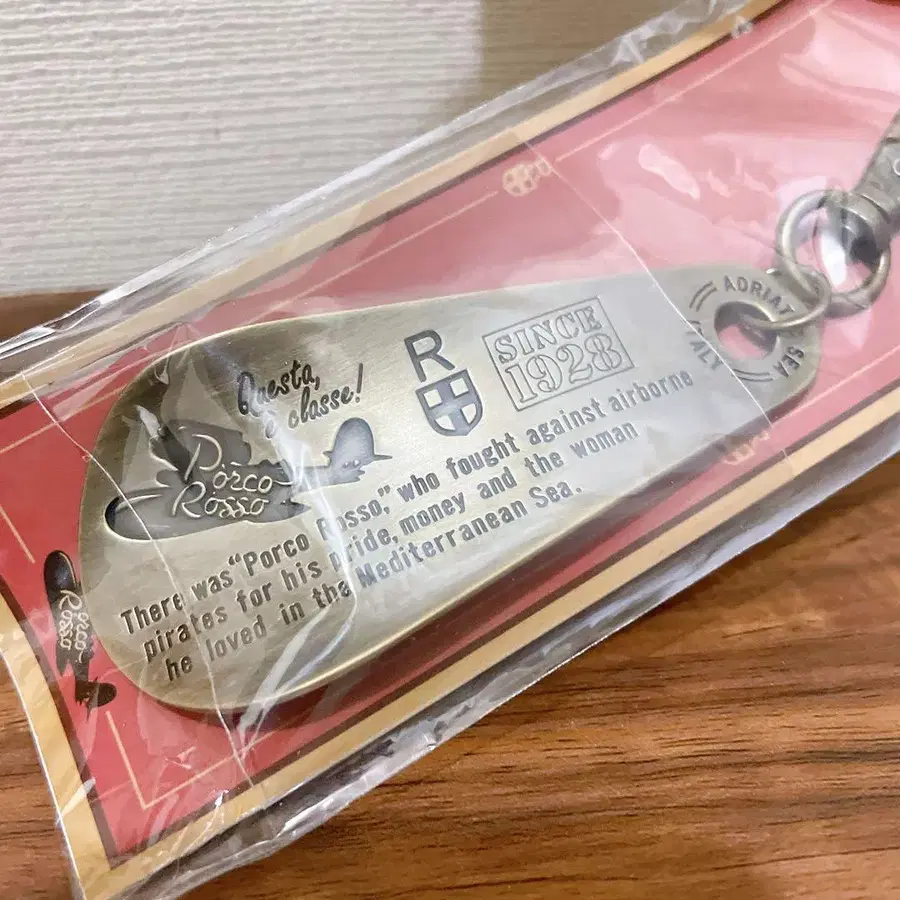 Questa,
e classe!
R
SINCE
1928
ADRIAT SEA
ITALY
Porco
Rosso
There was "Porco Rosso," who fought against airborne
pirates for his pride, money and the woman
he loved in the Mediterranean Sea.
Porco
Rosso